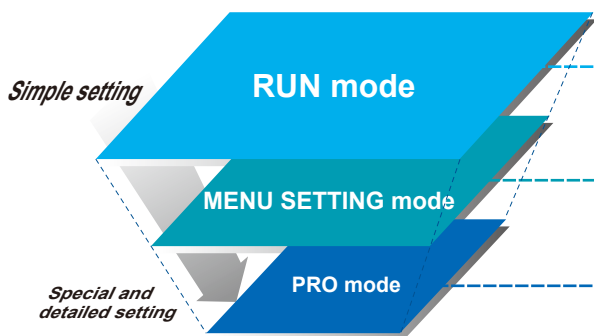 RUN mode
Simple setting
MENU SETTING mode
PRO mode
Special and
detailed setting